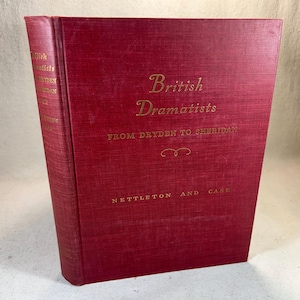 British
Dramatists
FROM DRYDEN TO SHERIDAN
NETTLETON AND CASE